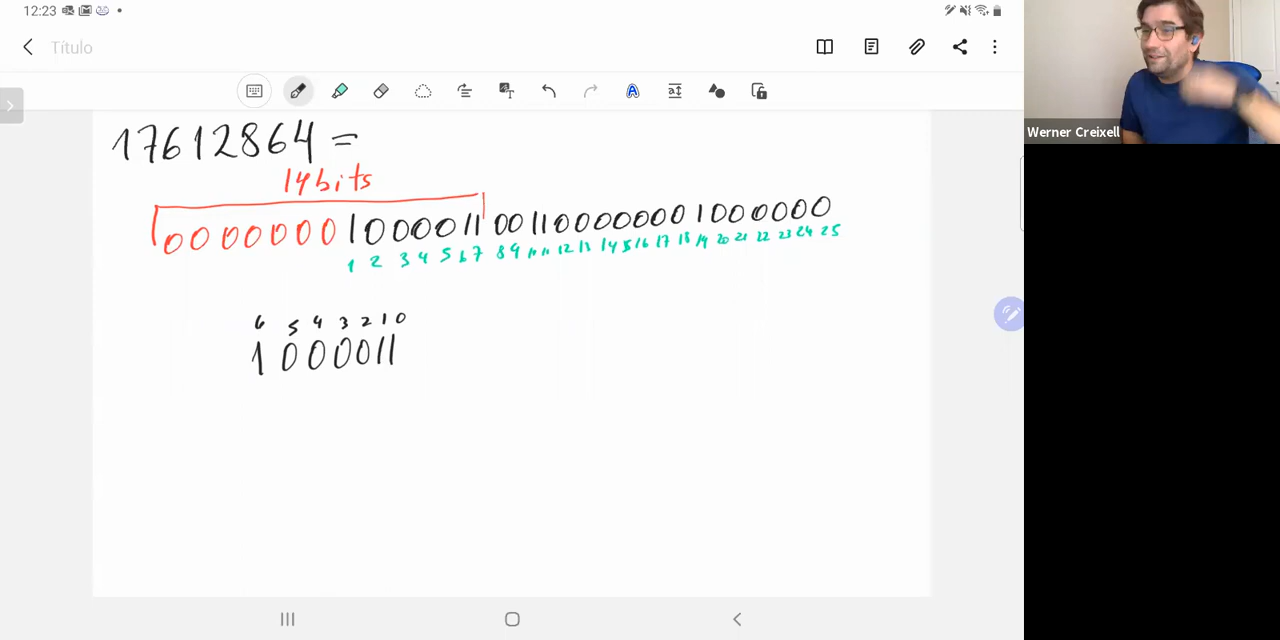 12:23
Título
Werner Creixell
17612864 =
14 bits
00000001000011001100000001000000
1 2 3 4 5 6 7 8 9 10 11 12 13 14 15 16 17 18 19 20 21 22 23 24 25
6 5 4 3 2 1 0
1000011